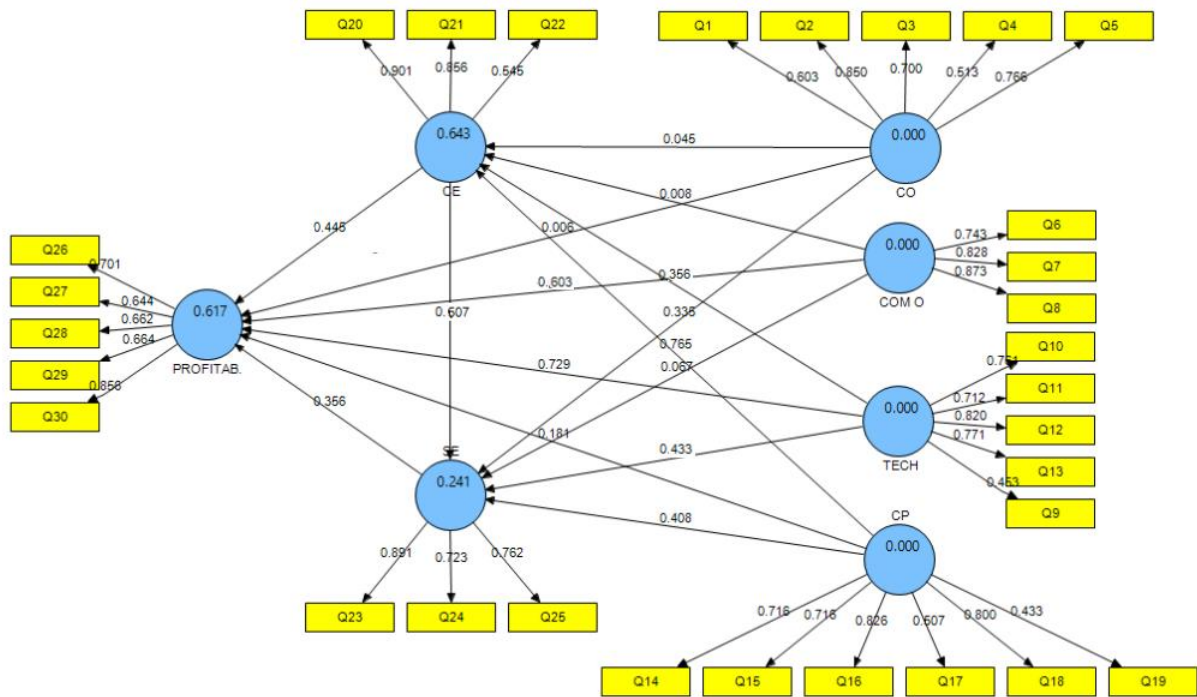 Q20 Q21 Q22 Q1 Q2 Q3 Q4 Q5
0.901 0.856 0.545 0.603 0.850 0.700 0.513 0.766
0.643 0.000
CE CO
0.045
0.008
0.445 0.006
Q26 Q6
0.701 0.743
0.000 0.828 Q7
Q27 0.873
0.644 COM O Q8
0.603 0.356
0.617 0.662 Q28
0.607 0.335
0.664 Q29
PROFITAB. 0.765
0.858 Q30
0.067
0.729
Q10
0.356 0.712 Q11
0.000 0.820 Q12
0.181 0.771
0.433 TECH Q13
SE
0.241 0.453 Q9
CP
0.408 0.000
0.891 0.723 0.762
Q23 Q24 Q25
0.716 0.716 0.826 0.507 0.800 0.433
Q14 Q15 Q16 Q17 Q18 Q19